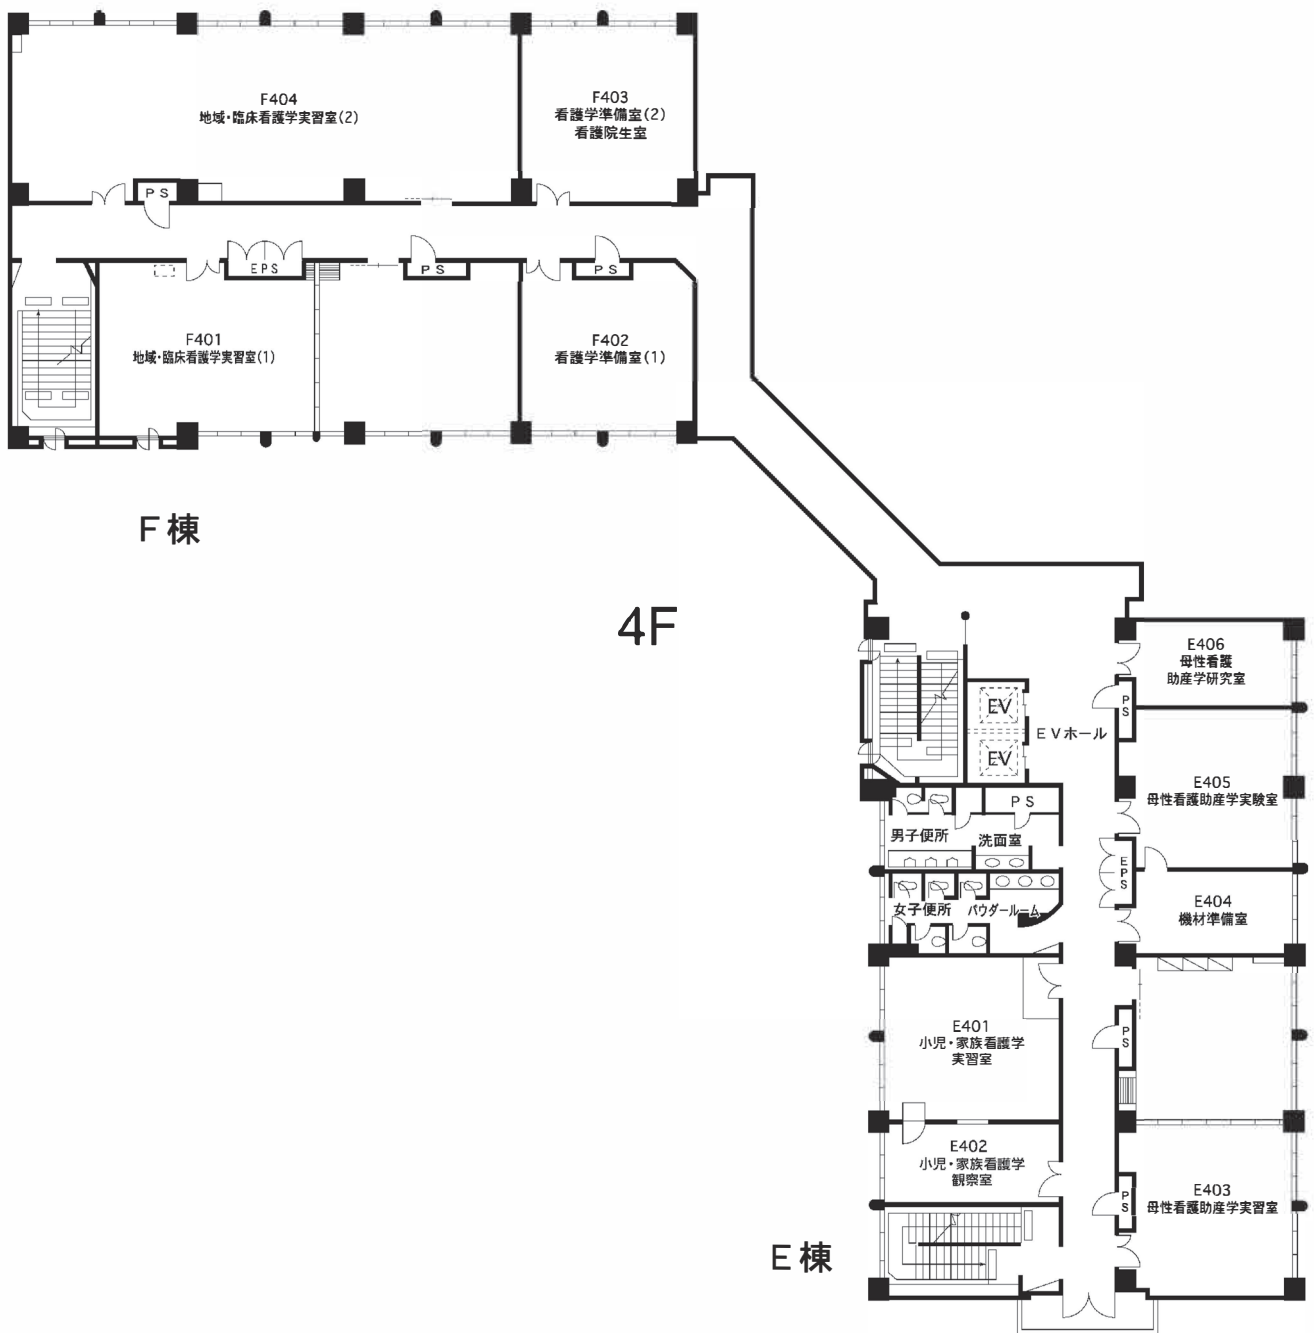 F404
地域・臨床看護学実習室(2)
F403
看護学準備室(2)
看護院生室
PS
EPS
PS
PS
F401
地域・臨床看護学実習室(1)
F402
看護学準備室(1)
F棟
4F
E406
母性看護
助産学研究室
PS
EV
EVホール
EV
E405
母性看護助産学実験室
PS
男子便所
洗面室
EPS
女子便所
パウダールーム
E404
機材準備室
E401
小児・家族看護学
実習室
PS
E402
小児・家族看護学
観察室
PS
E403
母性看護助産学実習室
E棟